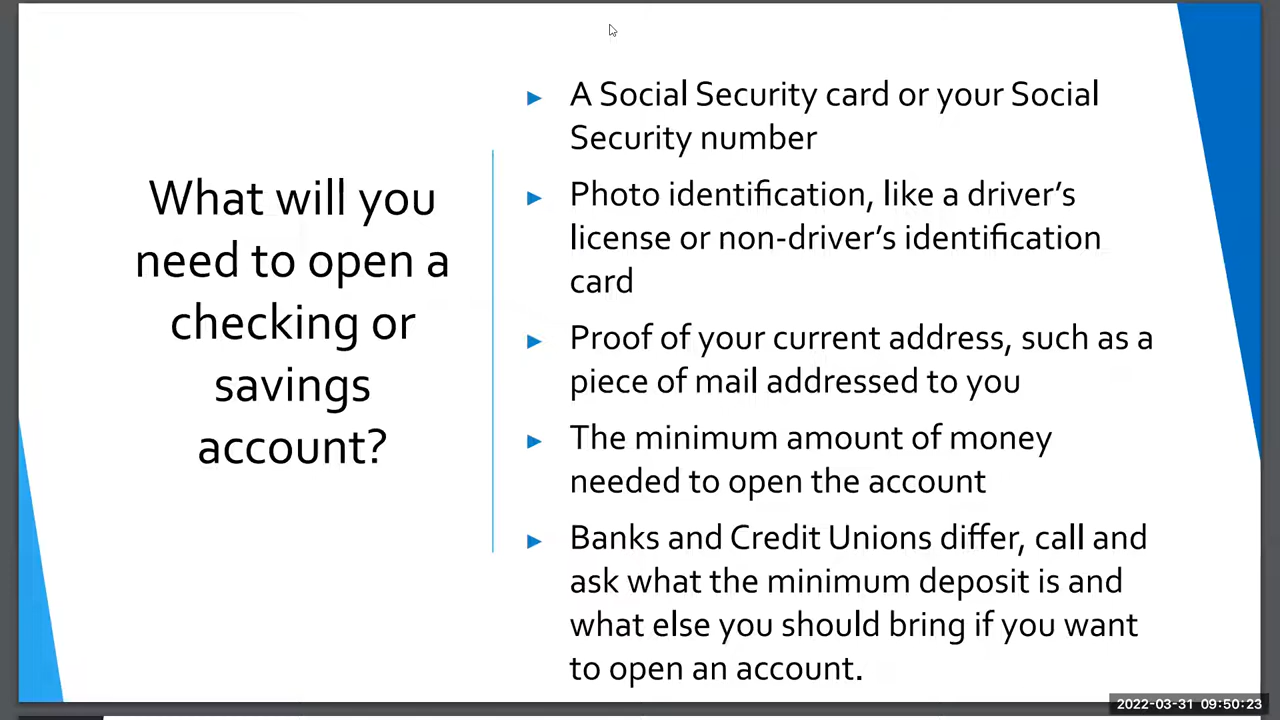 What will you
need to open a
checking or
savings
account?
A Social Security card or your Social
Security number
Photo identification, like a driver’s
license or non-driver’s identification
card
Proof of your current address, such as a
piece of mail addressed to you
The minimum amount of money
needed to open the account
Banks and Credit Unions differ, call and
ask what the minimum deposit is and
what else you should bring if you want
to open an account.
2022-03-31 09:50:23